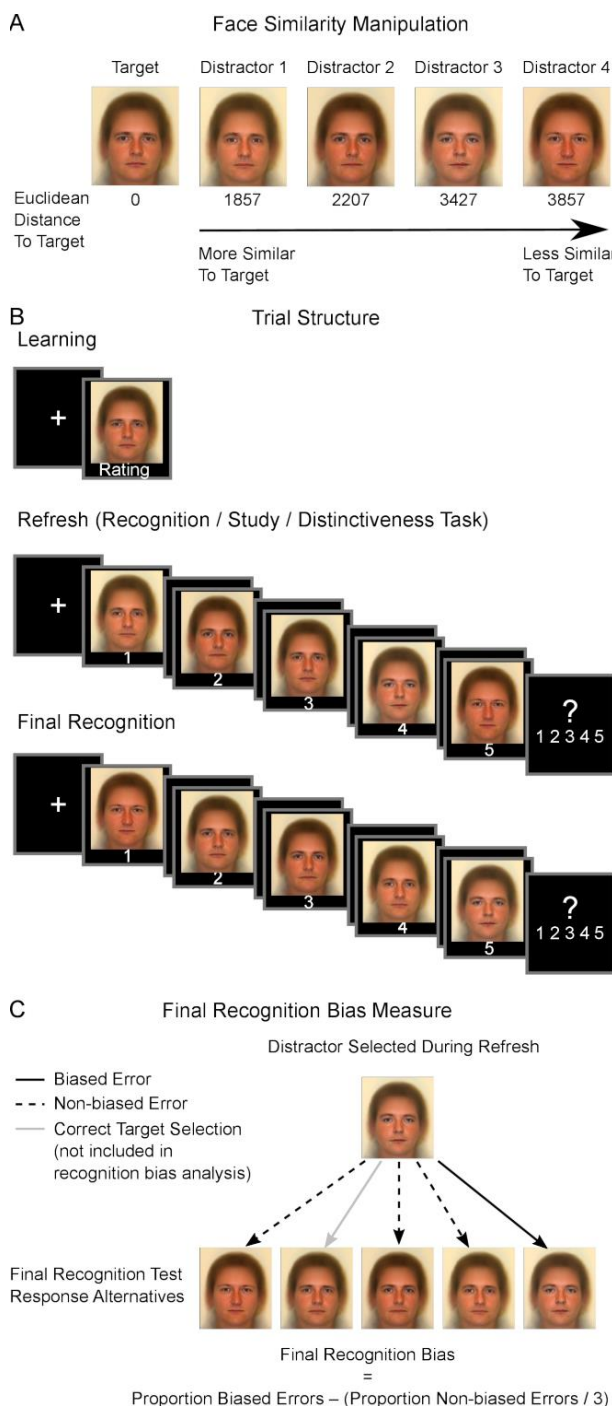 A Face Similarity Manipulation
Target Distractor 1 Distractor 2 Distractor 3 Distractor 4
Euclidean
Distance
To Target
0 1857 2207 3427 3857
More Similar
To Target
Less Similar
To Target
B Trial Structure
Learning
+
Rating
Refresh (Recognition / Study / Distinctiveness Task)
+
1
2
3
4
5
?
1 2 3 4 5
Final Recognition
+
1
2
3
4
5
?
1 2 3 4 5
C Final Recognition Bias Measure
Distractor Selected During Refresh
Biased Error
Non-biased Error
Correct Target Selection
(not included in
recognition bias analysis)
Final Recognition Test
Response Alternatives
Final Recognition Bias
=
Proportion Biased Errors – (Proportion Non-biased Errors / 3)